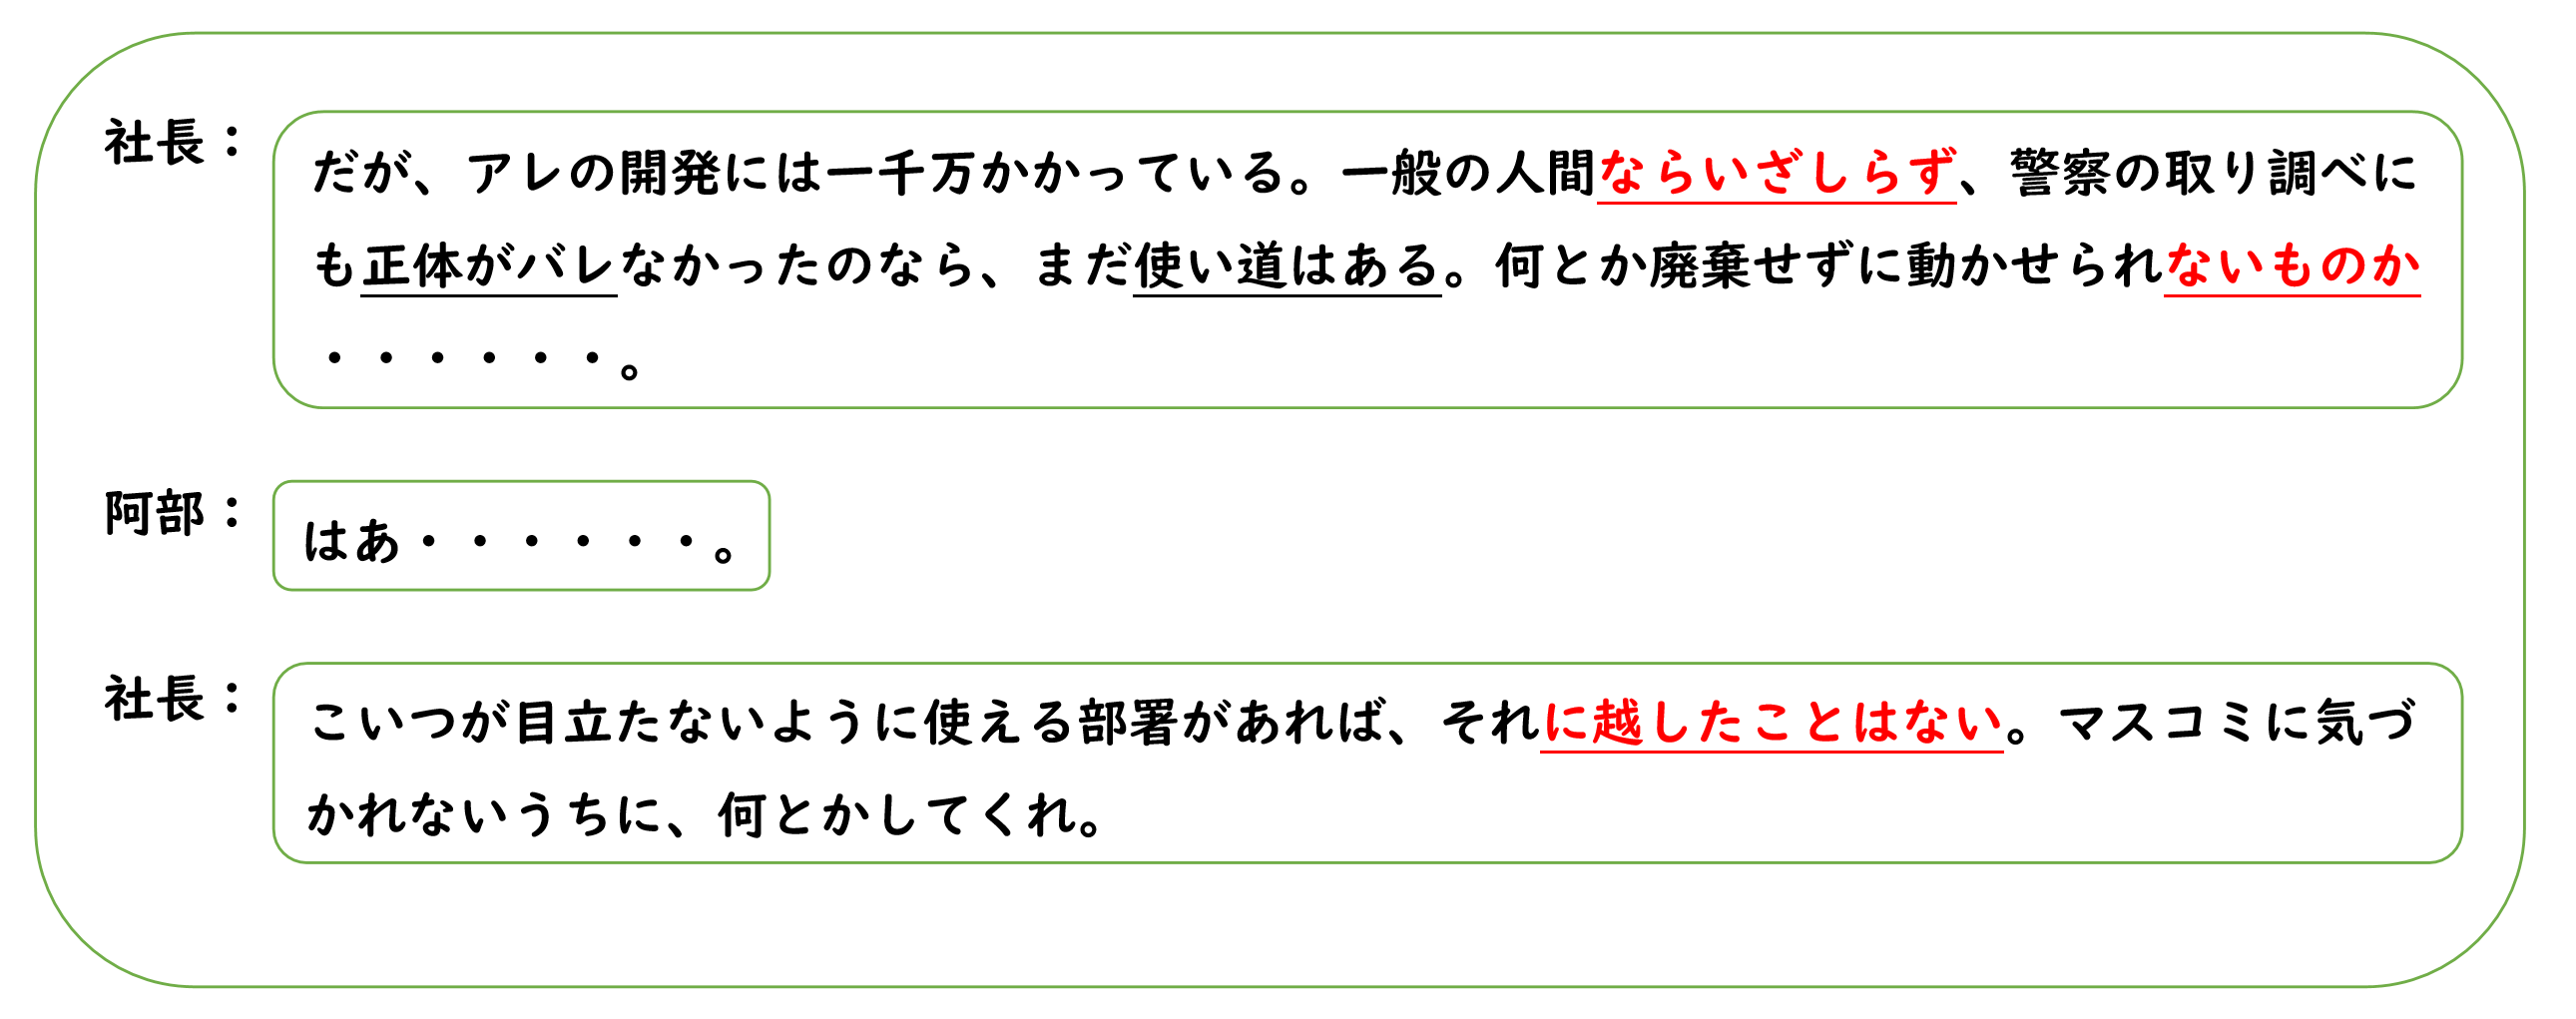 社長：
だが、アレの開発には一千万かかっている。一般の人間ならいざしらず、警察の取り調べに
も正体がバレなかったのなら、まだ使い道はある。何とか廃棄せずに動かせられないものか
・・・・・・。
阿部：
はあ・・・・・・。
社長：
こいつが目立たないように使える部署があれば、それに越したことはない。マスコミに気づ
かれないうちに、何とかしてくれ。